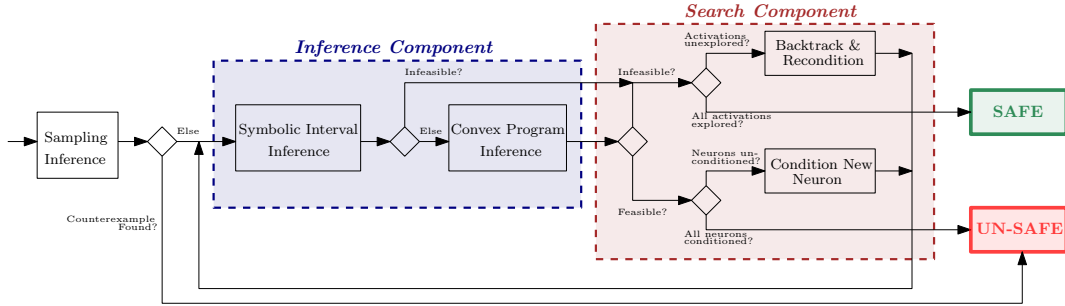 Search Component
Inference Component
Activations
unexplored?
Backtrack &
Recondition
Infeasible?
Infeasible?
SAFE
All activations
explored?
Sampling
Inference
Else
Symbolic Interval
Inference
Else
Convex Program
Inference
Neurons un-
conditioned?
Condition New
Neuron
Counterexample
Found?
Feasible?
All neurons
conditioned?
UN-SAFE